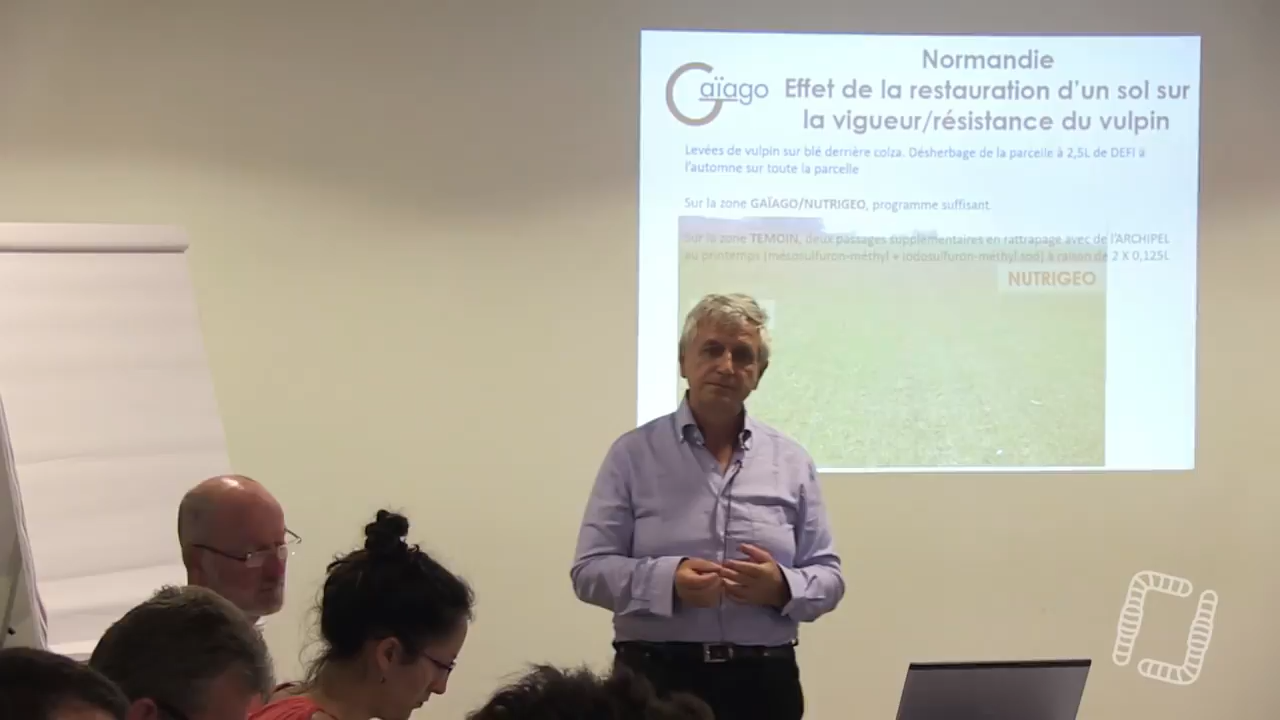 Normandie
Gaïago
Effet de la restauration d'un sol sur
la vigueur/résistance du vulpin
Levées de vulpin sur blé derrière colza. Désherbage de la parcelle à 2,5L de DEFI à
l'automne sur toute la parcelle
Sur la zone GAÏAGO/NUTRIGEO, programme suffisant
Sur la zone TEMOIN, deux passages supplémentaires en rattrapage avec de l'ARCHIPEL
au printemps (mésosulfuron-méthyl + iodosulfuron-méthyl sod) à raison de 2 X 0,125L
NUTRIGEO